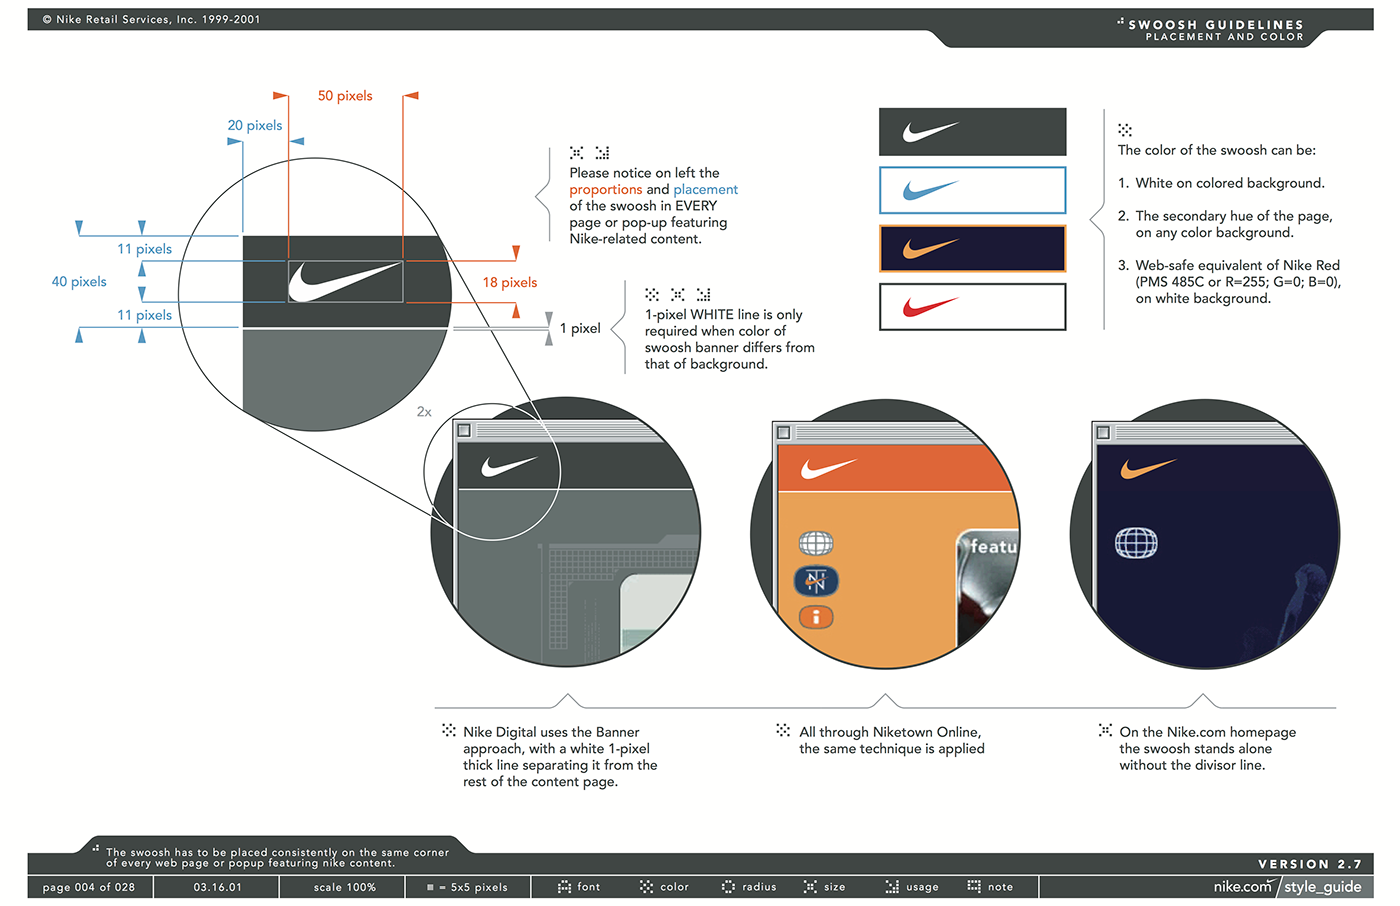 © Nike Retail Services, Inc. 1999-2001
SWOOSH GUIDELINES
PLACEMENT AND COLOR
50 pixels
20 pixels
11 pixels
40 pixels
11 pixels
18 pixels
1 pixel
2x
Please notice on left the
proportions and placement
of the swoosh in EVERY
page or pop-up featuring
Nike-related content.
1-pixel WHITE line is only
required when color of
swoosh banner differs from
that of background.
The color of the swoosh can be:
1. White on colored background.
2. The secondary hue of the page,
on any color background.
3. Web-safe equivalent of Nike Red
(PMS 485C or R=255; G=0; B=0),
on white background.
featu
NT
i
Nike Digital uses the Banner
approach, with a white 1-pixel
thick line separating it from the
rest of the content page.
All through Niketown Online,
the same technique is applied
On the Nike.com homepage
the swoosh stands alone
without the divisor line.
The swoosh has to be placed consistently on the same corner
of every web page or popup featuring nike content.
VERSION 2.7
page 004 of 028
03.16.01
scale 100%
= 5x5 pixels
font
color
radius
size
usage
note
nike.com/style_guide